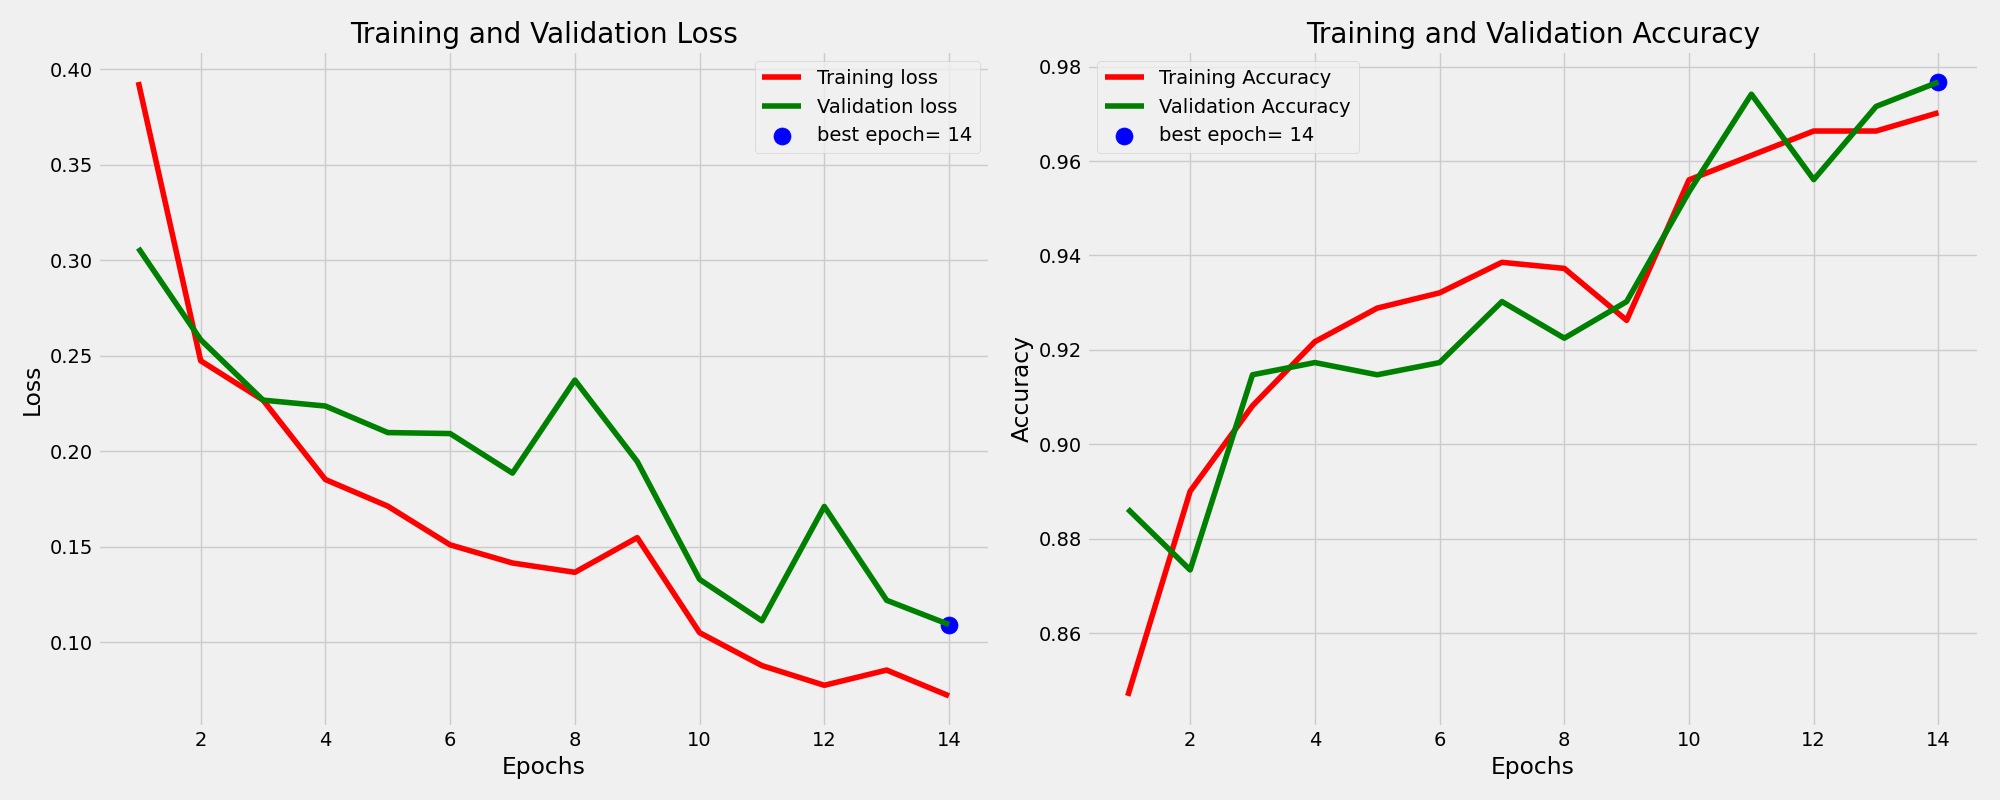 Training and Validation Loss
Training loss
Validation loss
best epoch= 14
0.40
0.35
0.30
0.25
0.20
0.15
0.10
Loss
2 4 6 8 10 12 14
Epochs
Training and Validation Accuracy
Training Accuracy
Validation Accuracy
best epoch= 14
0.98
0.96
0.94
0.92
0.90
0.88
0.86
Accuracy
2 4 6 8 10 12 14
Epochs